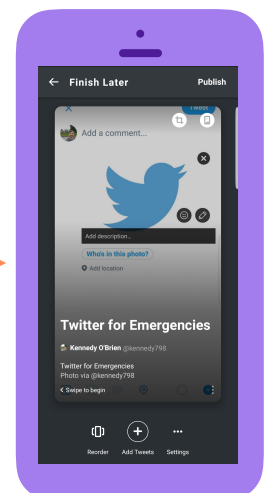 Finish Later
Publish
Tweet
Add a comment...
Add description...
Who's in this photo?
Add location
Twitter for Emergencies
Kennedy O'Brien @kennedy798
Twitter for Emergencies
Photo via @kennedy798
Swipe to begin
Reorder
Add Tweets
Settings